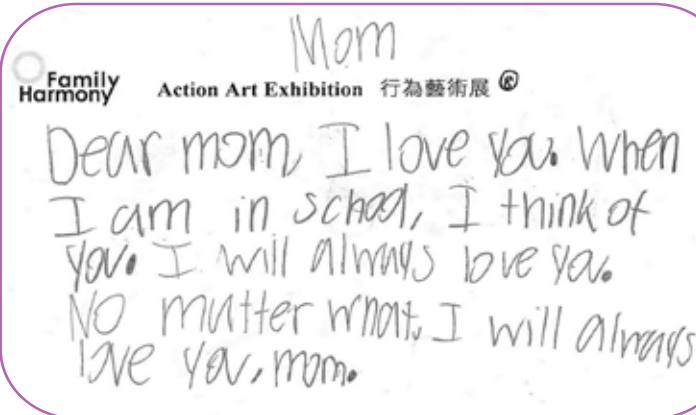 Mom
Family
Harmony
Action Art Exhibition 行為藝術展 ®
Dear mom, I love you. When
I am in school, I think of
you. I will always love you.
No matter what, I will always
love you, mom.